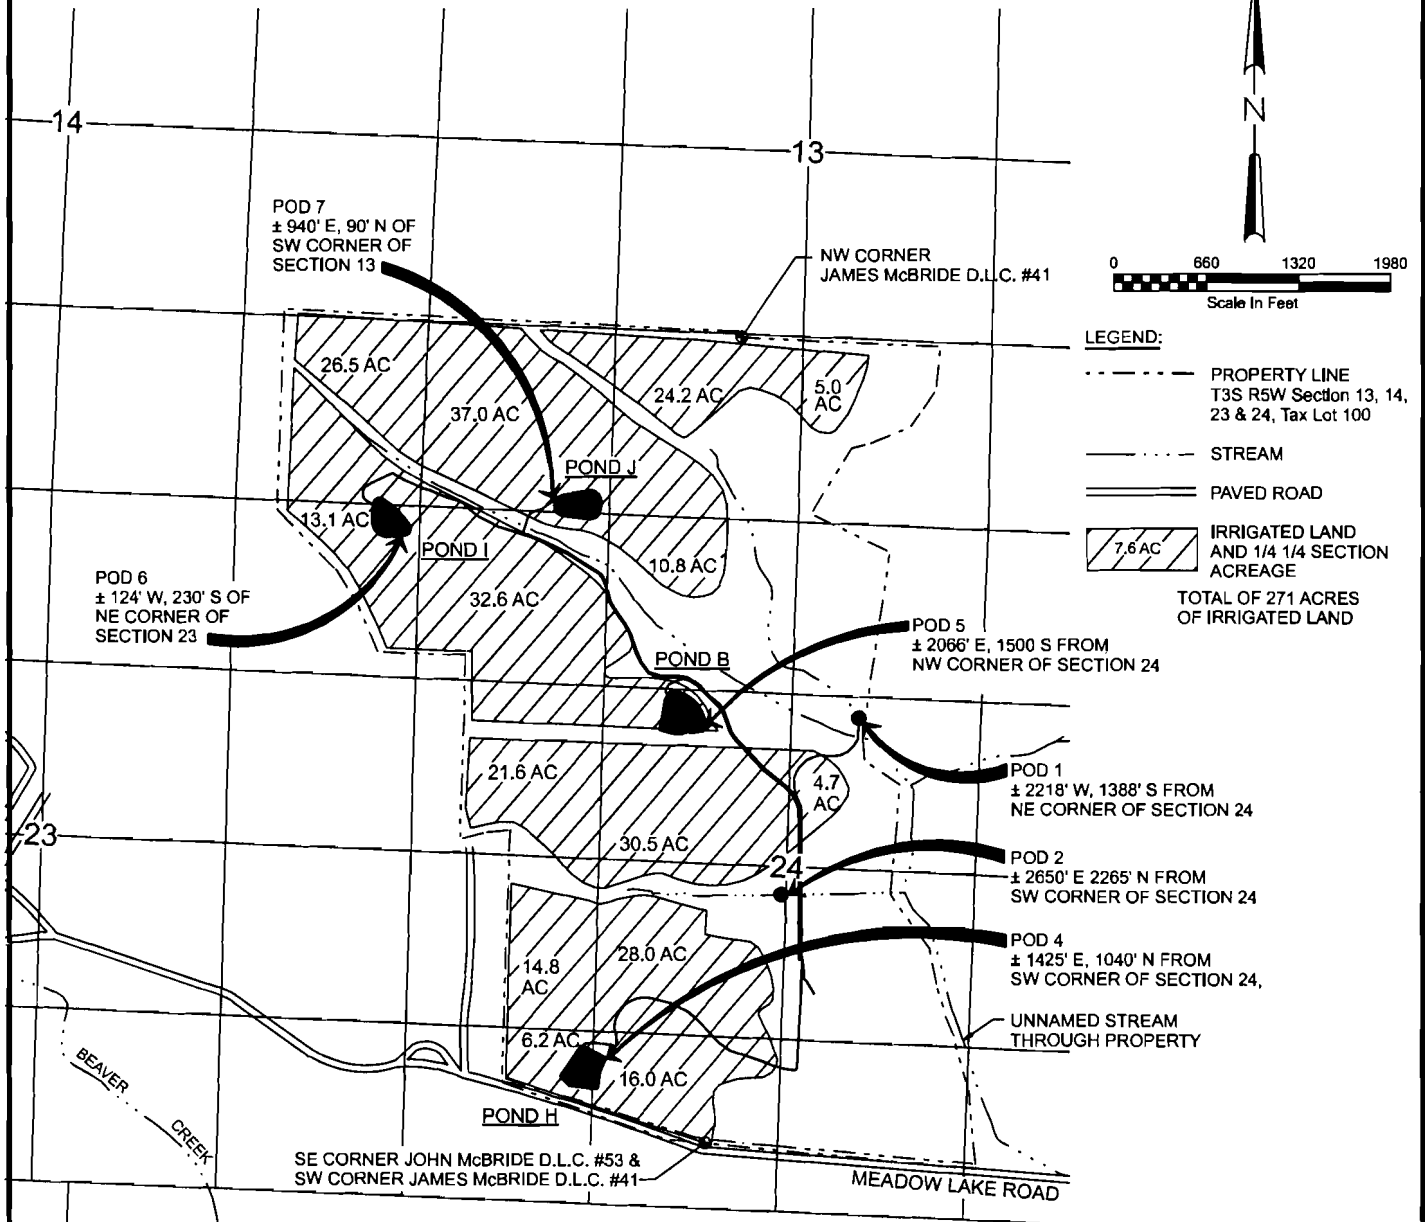 14
13
N
POD 7
± 940' E, 90' N OF
SW CORNER OF
SECTION 13
NW CORNER
JAMES McBRIDE D.L.C. #41
0 660 1320 1980
Scale In Feet
LEGEND:
PROPERTY LINE
T3S R5W Section 13, 14,
23 & 24, Tax Lot 100
STREAM
PAVED ROAD
7.6 AC
IRRIGATED LAND
AND 1/4 1/4 SECTION
ACREAGE
TOTAL OF 271 ACRES
OF IRRIGATED LAND
26.5 AC
37.0 AC
24.2 AC
5.0
AC
POND J
13.1 AC
POND I
10.8 AC
POD 6
± 124' W, 230' S OF
NE CORNER OF
SECTION 23
32.6 AC
POD 5
± 2066' E, 1500 S FROM
NW CORNER OF SECTION 24
POND B
21.6 AC
4.7
AC
POD 1
± 2218' W, 1388' S FROM
NE CORNER OF SECTION 24
23
30.5 AC
24
POD 2
± 2650' E 2265' N FROM
SW CORNER OF SECTION 24
28.0 AC
14.8
AC
POD 4
± 1425' E, 1040' N FROM
SW CORNER OF SECTION 24,
6.2 AC
16.0 AC
UNNAMED STREAM
THROUGH PROPERTY
BEAVER
CREEK
POND H
SE CORNER JOHN McBRIDE D.L.C. #53 &
SW CORNER JAMES McBRIDE D.L.C. #41
MEADOW LAKE ROAD